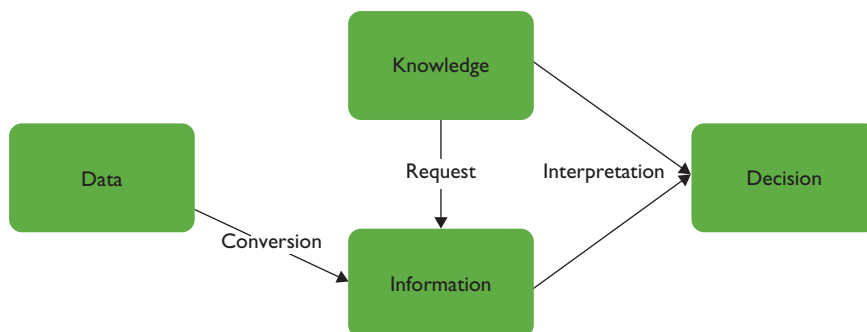 Knowledge
Data
Request
Interpretation
Decision
Conversion
Information